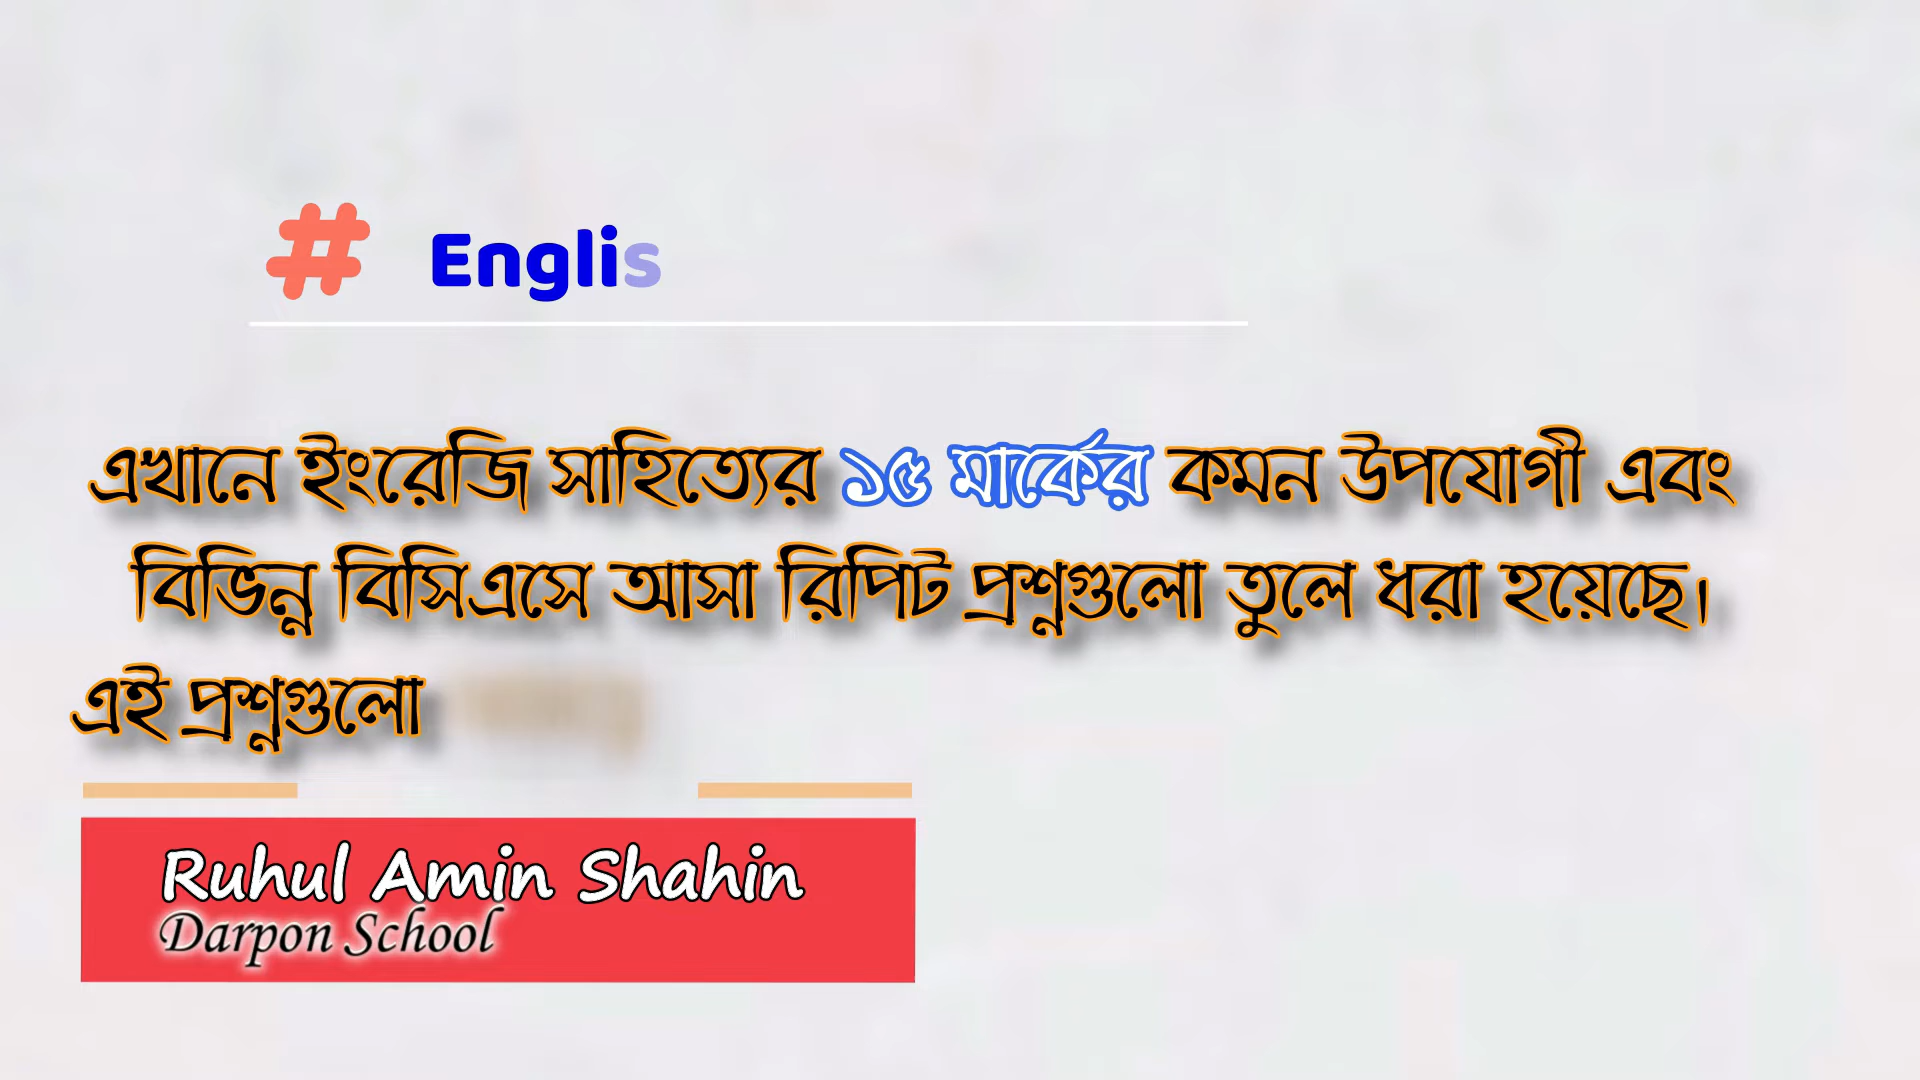 # Englis
এখানে ইংরেজি সাহিত্যের ১৫ মার্কের কমন উপযোগী এবং
বিভিন্ন বিসিএসে আসা রিপিট প্রশ্নগুলো তুলে ধরা হয়েছে।
এই প্রশ্নগুলো
Ruhul Amin Shahin
Darpon School